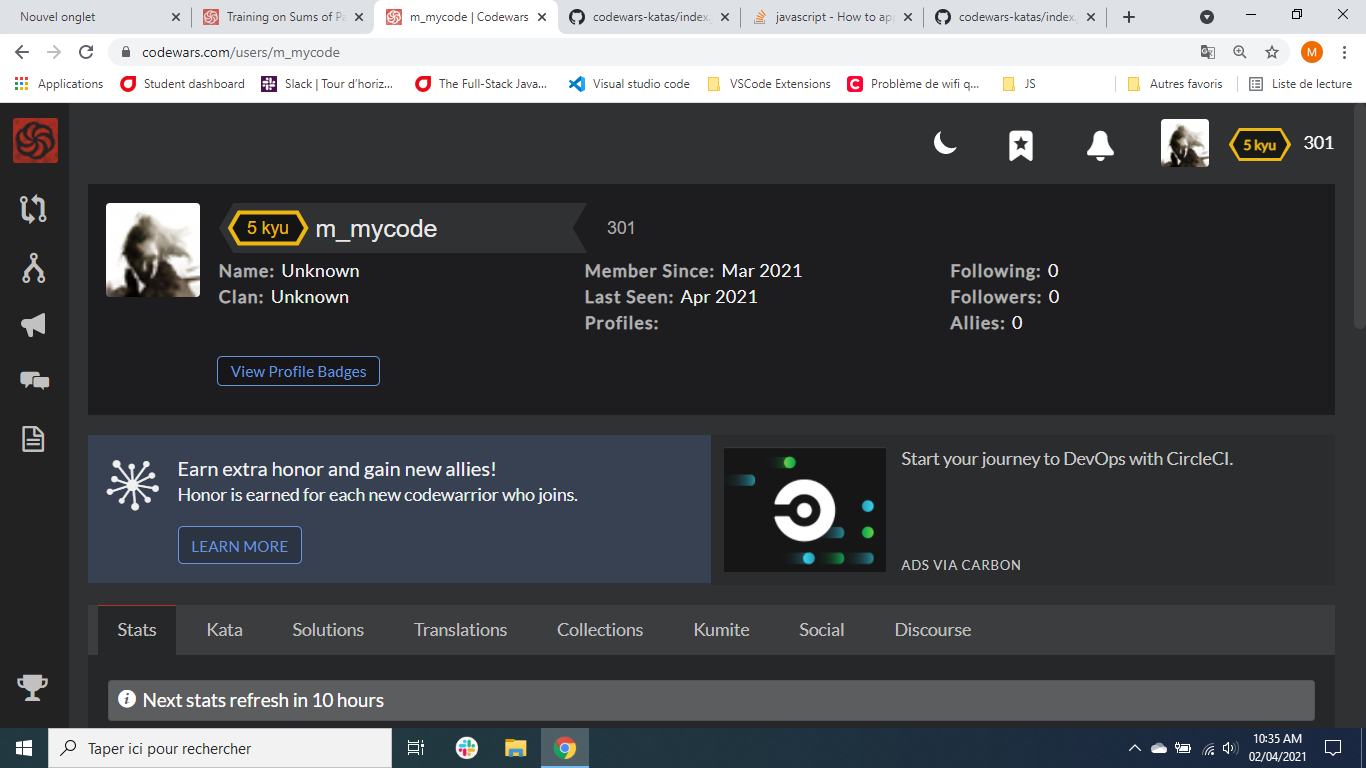 Nouvel onglet
Training on Sums of Pa
m_mycode | Codewars
codewars-katas/index.
javascript - How to ap
codewars-katas/index.
codewars.com/users/m_mycode
M
Applications
Student dashboard
Slack | Tour d'horiz...
The Full-Stack Java...
Visual studio code
VSCode Extensions
Problème de wifi q...
JS
Autres favoris
Liste de lecture
5 kyu
301
5 kyu
m_mycode
301
Name: Unknown
Member Since: Mar 2021
Following: 0
Clan: Unknown
Last Seen: Apr 2021
Followers: 0
Profiles:
Allies: 0
View Profile Badges
Earn extra honor and gain new allies!
Honor is earned for each new codewarrior who joins.
LEARN MORE
Start your journey to DevOps with CircleCI.
ADS VIA CARBON
Stats
Kata
Solutions
Translations
Collections
Kumite
Social
Discourse
Next stats refresh in 10 hours
Taper ici pour rechercher
10:35 AM
02/04/2021